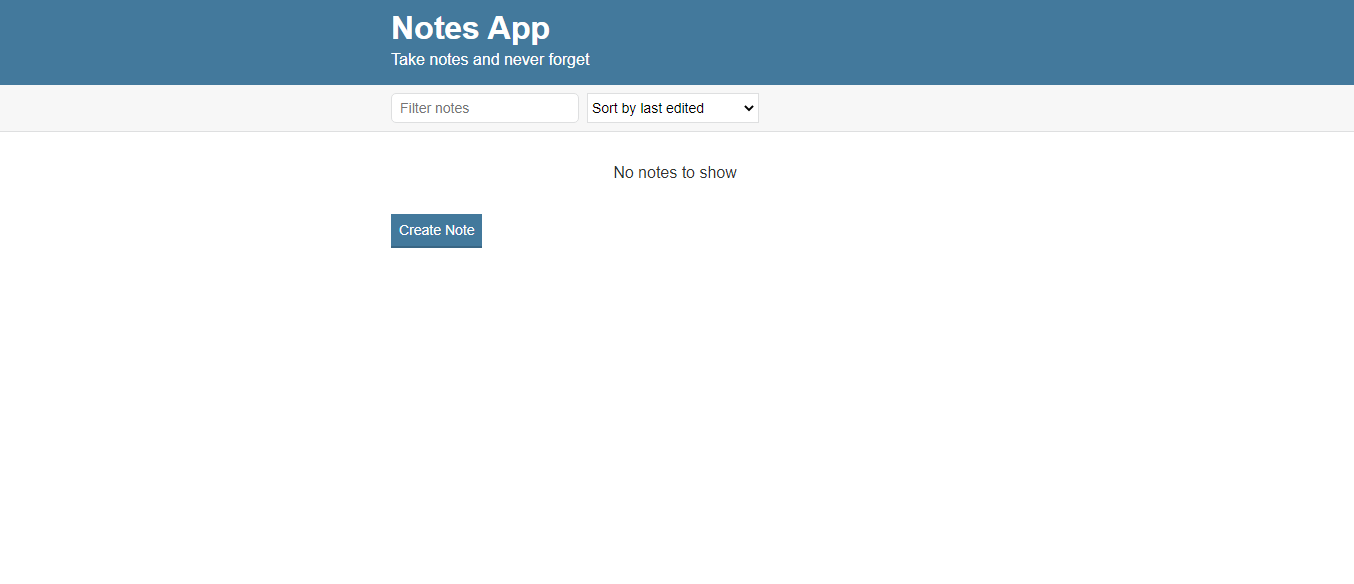 Notes App
Take notes and never forget
Filter notes
Sort by last edited
No notes to show
Create Note